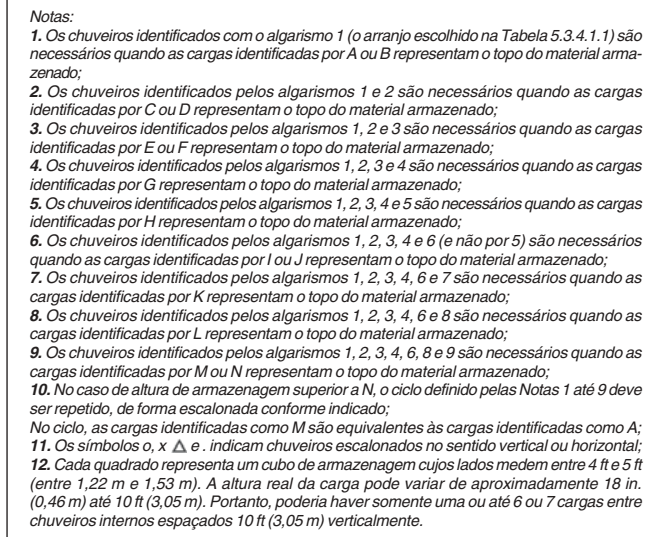 Notas:
1. Os chuveiros identificados com o algarismo 1 (o arranjo escolhido na Tabela 5.3.4.1.1) são
necessários quando as cargas identificadas por A ou B representam o topo do material arma-
zenado;
2. Os chuveiros identificados pelos algarismos 1 e 2 são necessários quando as cargas
identificadas por C ou D representam o topo do material armazenado;
3. Os chuveiros identificados pelos algarismos 1, 2 e 3 são necessários quando as cargas
identificadas por E ou F representam o topo do material armazenado;
4. Os chuveiros identificados pelos algarismos 1, 2, 3 e 4 são necessários quando as cargas
identificadas por G representam o topo do material armazenado;
5. Os chuveiros identificados pelos algarismos 1, 2, 3, 4 e 5 são necessários quando as cargas
identificadas por H representam o topo do material armazenado;
6. Os chuveiros identificados pelos algarismos 1, 2, 3, 4 e 6 (e não por 5) são necessários
quando as cargas identificadas por I ou J representam o topo do material armazenado;
7. Os chuveiros identificados pelos algarismos 1, 2, 3, 4, 6 e 7 são necessários quando as
cargas identificadas por K representam o topo do material armazenado;
8. Os chuveiros identificados pelos algarismos 1, 2, 3, 4, 6 e 8 são necessários quando as
cargas identificadas por L representam o topo do material armazenado;
9. Os chuveiros identificados pelos algarismos 1, 2, 3, 4, 6, 8 e 9 são necessários quando as
cargas identificadas por M ou N representam o topo do material armazenado;
10. No caso de altura de armazenagem superior a N, o ciclo definido pelas Notas 1 até 9 deve
ser repetido, de forma escalonada conforme indicado;
No ciclo, as cargas identificadas como M são equivalentes às cargas identificadas como A;
11. Os símbolos o, x △ e . indicam chuveiros escalonados no sentido vertical ou horizontal;
12. Cada quadrado representa um cubo de armazenagem cujos lados medem entre 4 ft e 5 ft
(entre 1,22 m e 1,53 m). A altura real da carga pode variar de aproximadamente 18 in.
(0,46 m) até 10 ft (3,05 m). Portanto, poderia haver somente uma ou até 6 ou 7 cargas entre
chuveiros internos espaçados 10 ft (3,05 m) verticalmente.